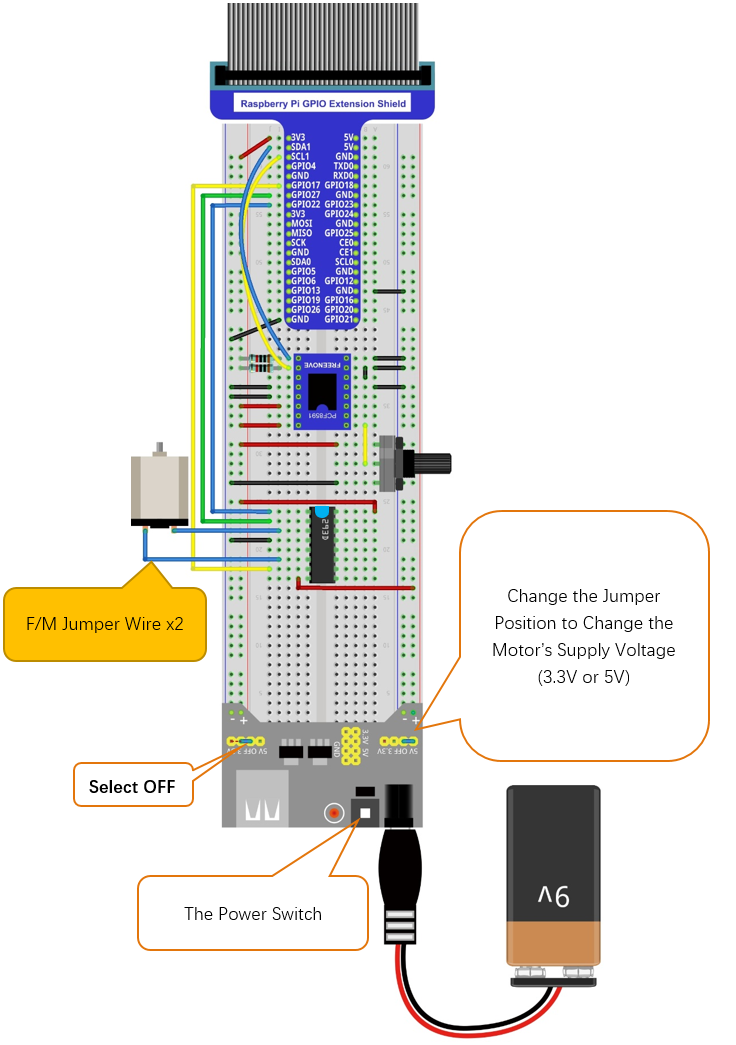 Raspberry Pi GPIO Extension Shield
3V3 5V
SDA1 5V
SCL1 GND
GPIO4 TXD0
GND RXD0
GPIO17 GPIO18
GPIO27 GND
GPIO22 GPIO23
3V3 GPIO24
MOSI GND
MISO GPIO25
SCK CE0
GND CE1
SDA0 SCL0
GPIO5 GND
GPIO6 GPIO12
GPIO13 GND
GPIO19 GPIO16
GPIO26 GPIO20
GND GPIO21
FREENOVE
PCF8591
F/M Jumper Wire x2
Change the Jumper
Position to Change the
Motor's Supply Voltage
(3.3V or 5V)
- +
- +
5V OFF 3.3V
GND
3.3V 5V
5V OFF 3.3V
Select OFF
The Power Switch
9V